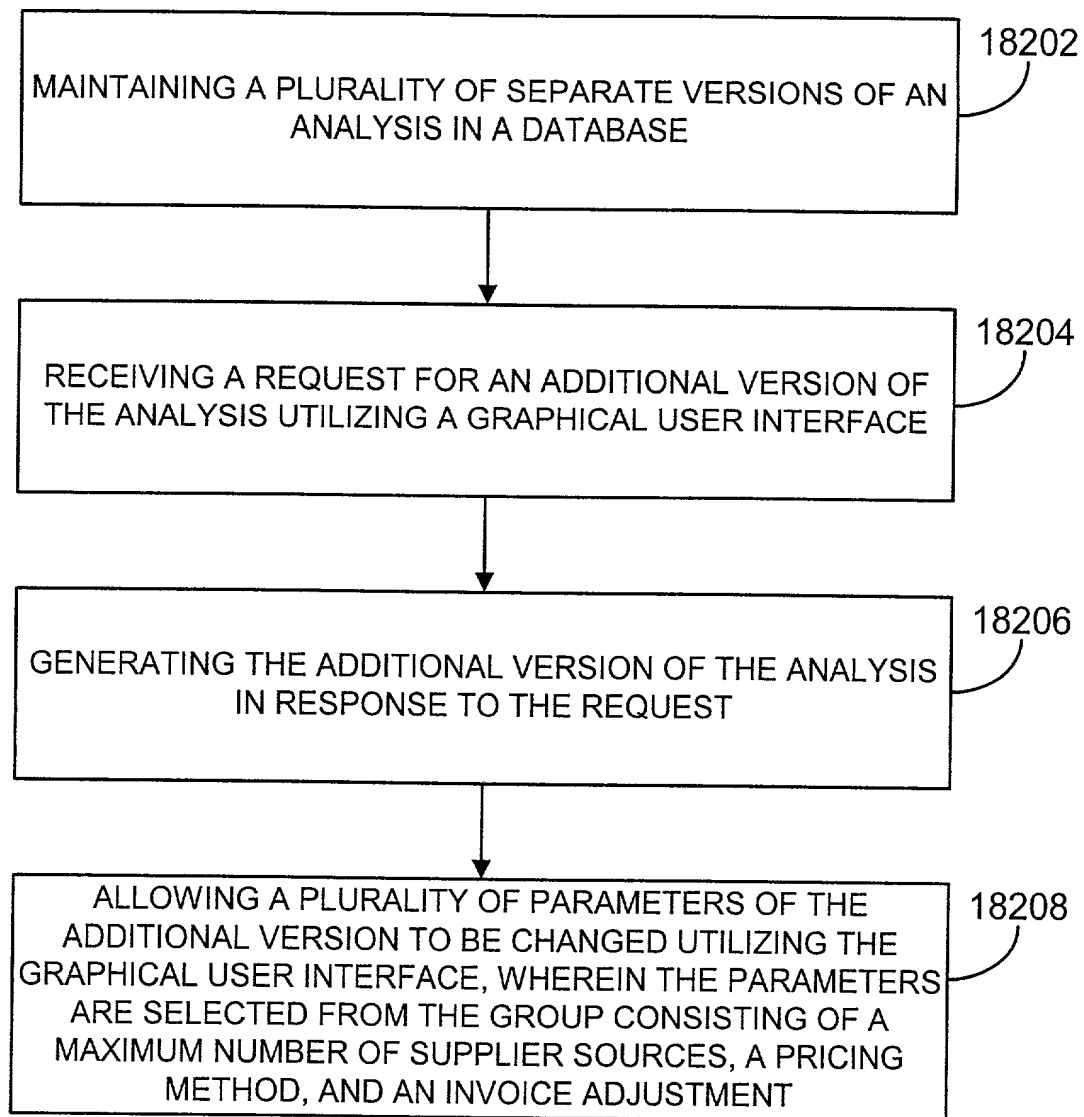 18202
MAINTAINING A PLURALITY OF SEPARATE VERSIONS OF AN
ANALYSIS IN A DATABASE
18204
RECEIVING A REQUEST FOR AN ADDITIONAL VERSION OF
THE ANALYSIS UTILIZING A GRAPHICAL USER INTERFACE
18206
GENERATING THE ADDITIONAL VERSION OF THE ANALYSIS
IN RESPONSE TO THE REQUEST
18208
ALLOWING A PLURALITY OF PARAMETERS OF THE
ADDITIONAL VERSION TO BE CHANGED UTILIZING THE
GRAPHICAL USER INTERFACE, WHEREIN THE PARAMETERS
ARE SELECTED FROM THE GROUP CONSISTING OF A
MAXIMUM NUMBER OF SUPPLIER SOURCES, A PRICING
METHOD, AND AN INVOICE ADJUSTMENT